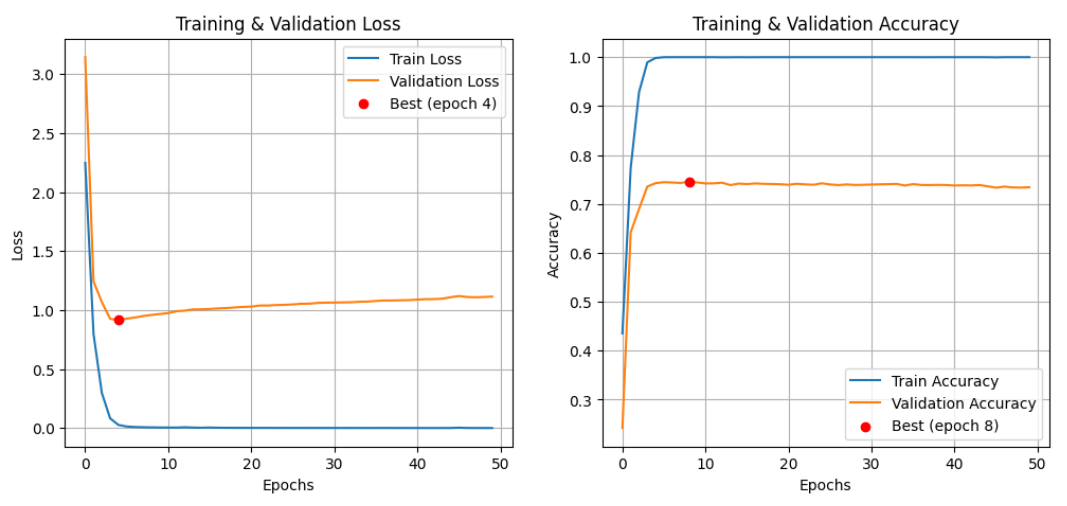 Training & Validation Loss
Train Loss
Validation Loss
Best (epoch 4)
3.0
2.5
2.0
1.5
1.0
0.5
0.0
Loss
0
10
20
30
40
50
Epochs
Training & Validation Accuracy
1.0
0.9
0.8
0.7
0.6
0.5
0.4
0.3
Accuracy
Train Accuracy
Validation Accuracy
Best (epoch 8)
0
10
20
30
40
50
Epochs